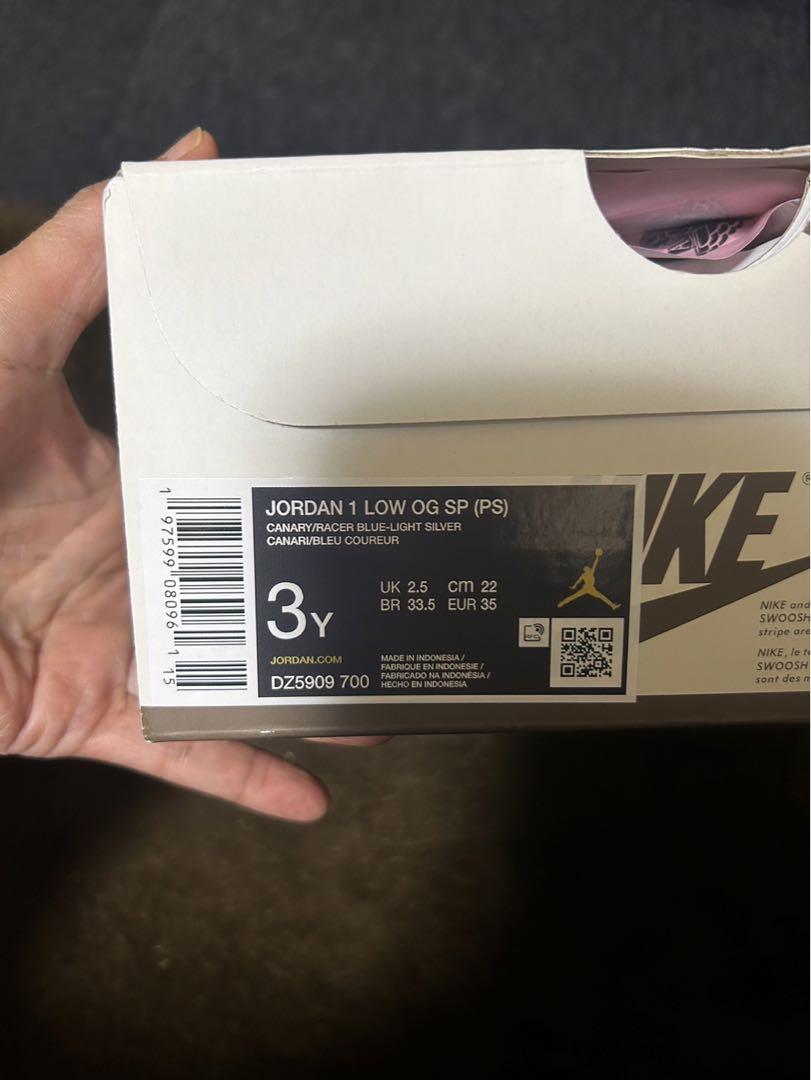 JORDAN 1 LOW OG SP (PS)
CANARY/RACER BLUE-LIGHT SILVER
CANARI/BLEU COUREUR
3Y
UK 2.5 cm 22
BR 33.5 EUR 35
JORDAN.COM
DZ5909 700
MADE IN INDONESIA /
FABRIQUE EN INDONESIE /
FABRICADO NA INDONÉSIA /
HECHO EN INDONESIA
RFID
1 97599 08096 1 15
IKE®
NIKE and
SWOOSH
stripe are
NIKE, le
SWOOSH
sont des